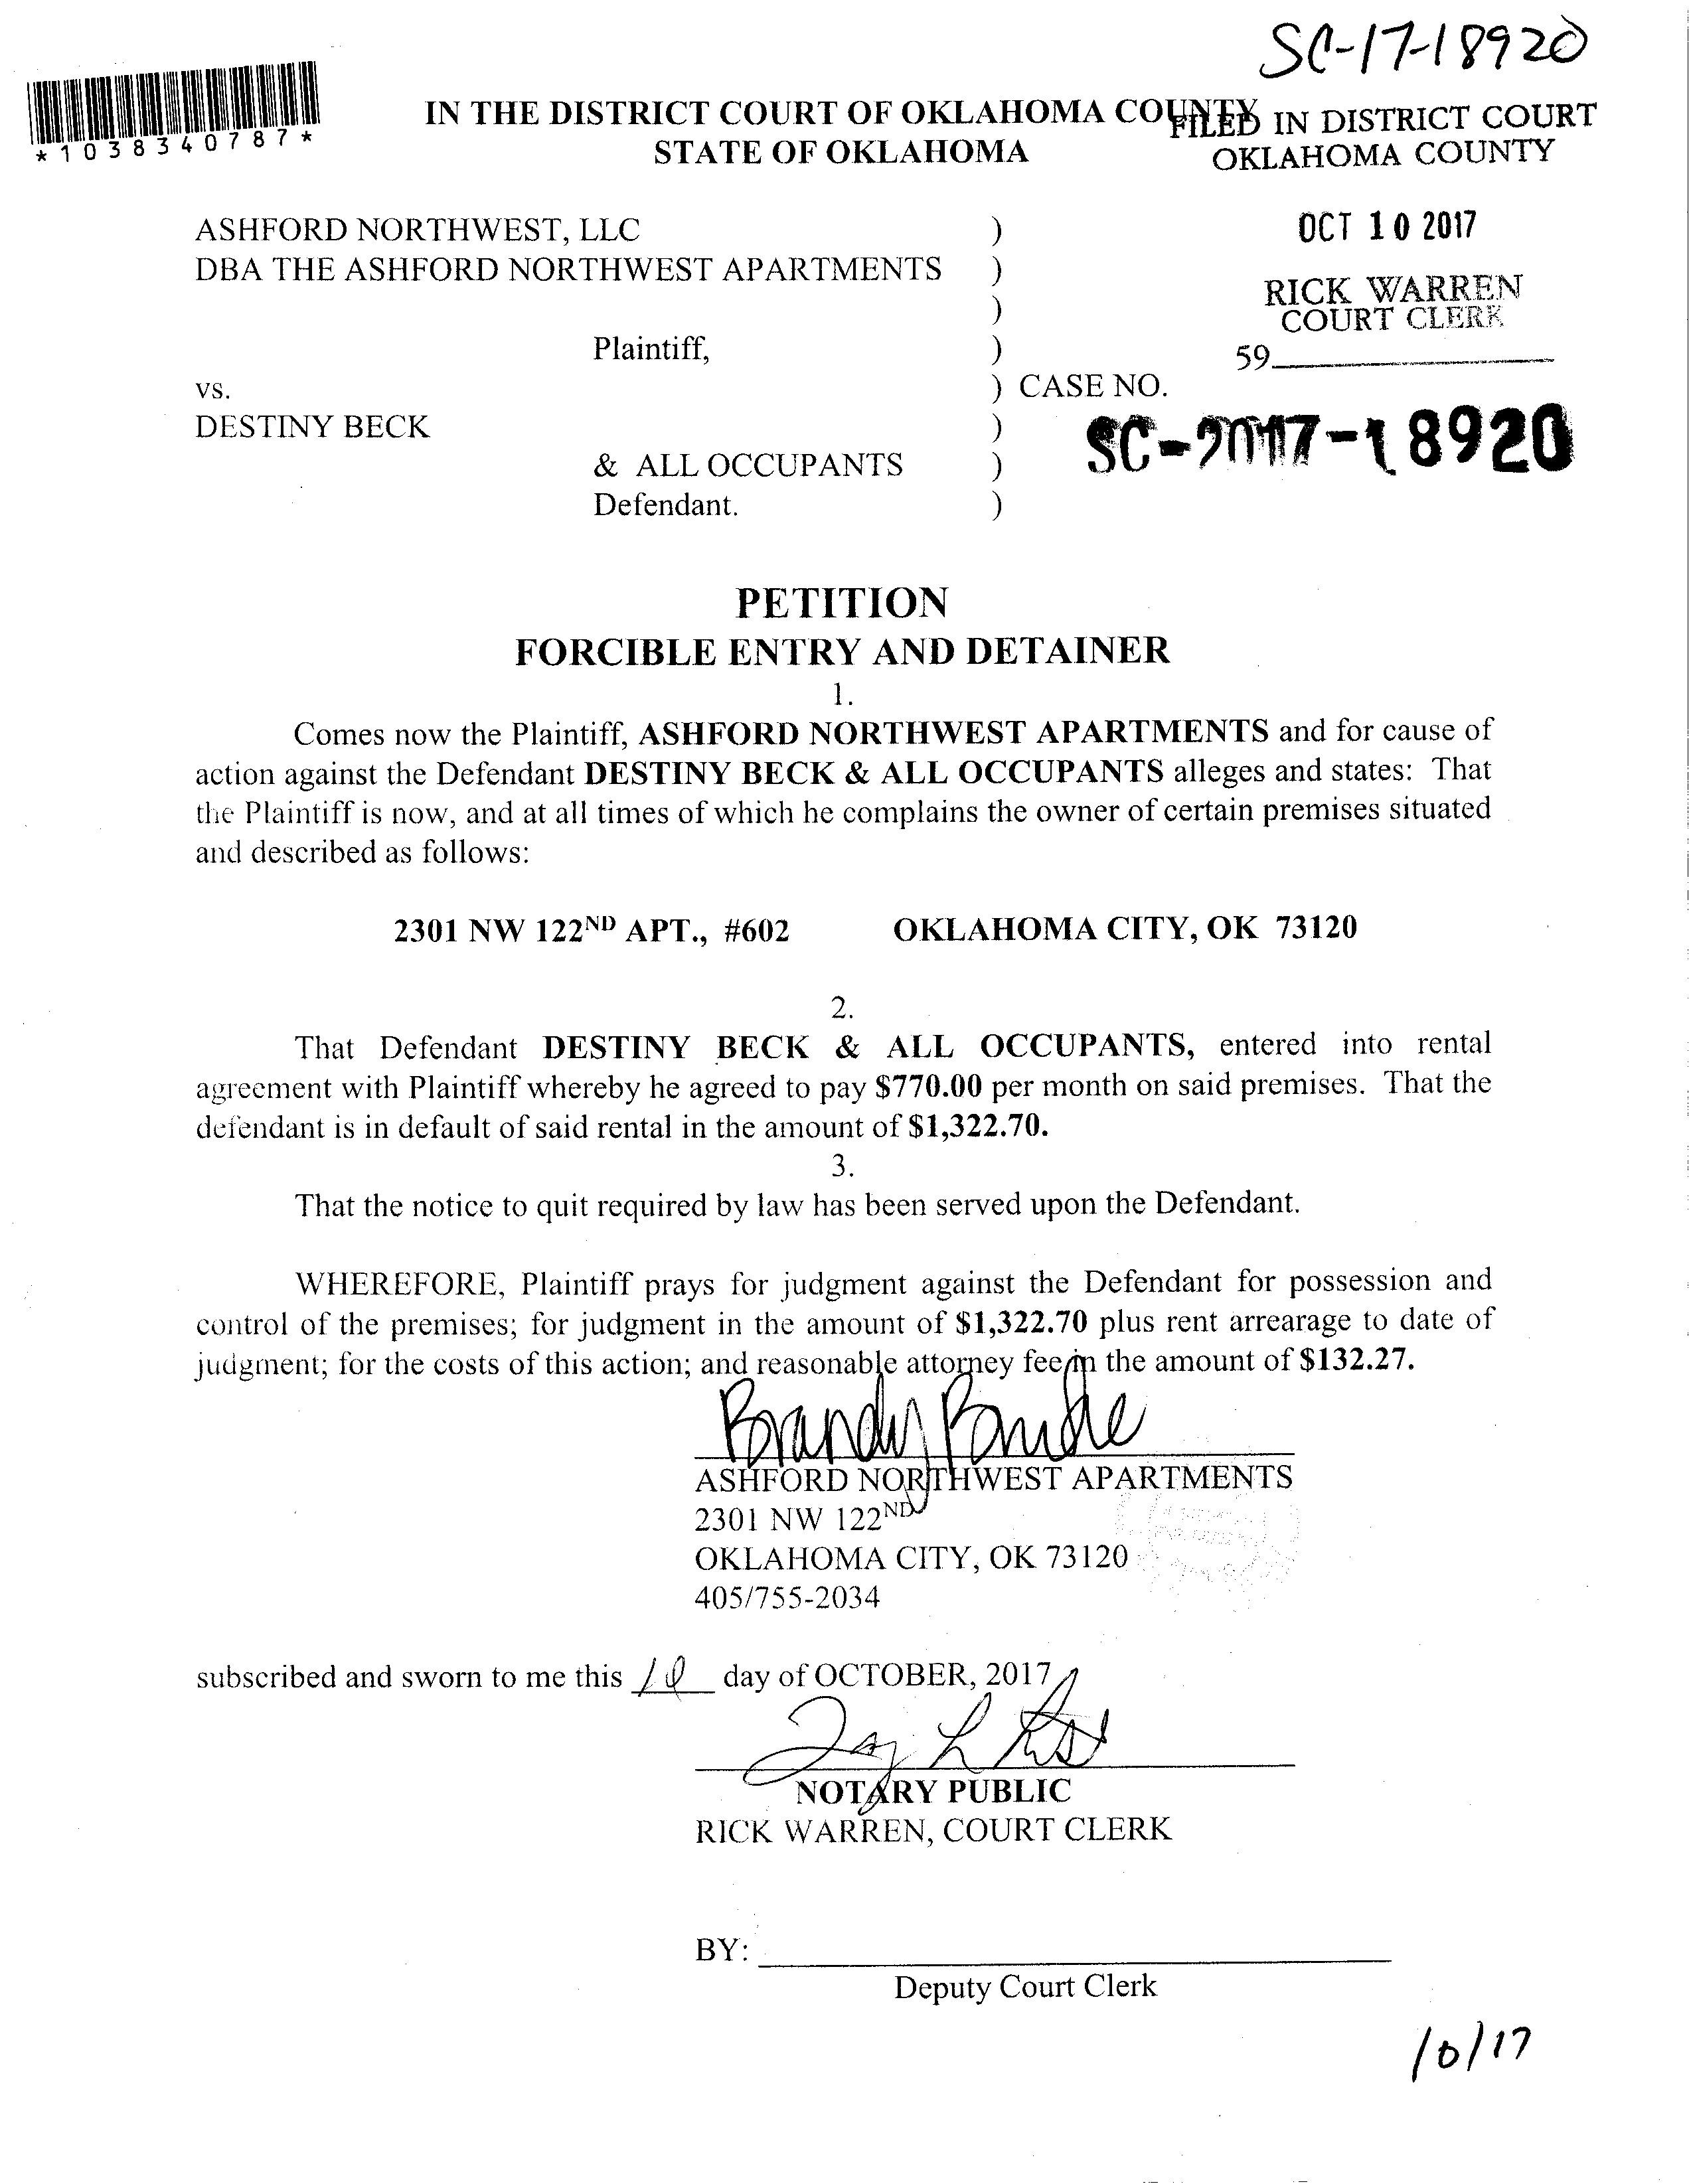 SC-17-18920
*1038340787*
IN THE DISTRICT COURT OF OKLAHOMA COUNTY
STATE OF OKLAHOMA
FILED IN DISTRICT COURT
OKLAHOMA COUNTY
OCT 10 2017
RICK WARREN
COURT CLERK
59
ASHFORD NORTHWEST, LLC )
DBA THE ASHFORD NORTHWEST APARTMENTS )
)
Plaintiff, )
vs. ) CASE NO.
DESTINY BECK )
SC-2017-18920
& ALL OCCUPANTS )
Defendant. )
PETITION
FORCIBLE ENTRY AND DETAINER
1.
Comes now the Plaintiff, ASHFORD NORTHWEST APARTMENTS and for cause of
action against the Defendant DESTINY BECK & ALL OCCUPANTS alleges and states: That
the Plaintiff is now, and at all times of which he complains the owner of certain premises situated
and described as follows:
2301 NW 122ND APT., #602 OKLAHOMA CITY, OK 73120
2.
That Defendant DESTINY BECK & ALL OCCUPANTS, entered into rental
agreement with Plaintiff whereby he agreed to pay $770.00 per month on said premises. That the
defendant is in default of said rental in the amount of $1,322.70.
3.
That the notice to quit required by law has been served upon the Defendant.
WHEREFORE, Plaintiff prays for judgment against the Defendant for possession and
control of the premises; for judgment in the amount of $1,322.70 plus rent arrearage to date of
judgment; for the costs of this action; and reasonable attorney fee in the amount of $132.27.
Brandy
ASHFORD NORTHWEST APARTMENTS
2301 NW 122ND
OKLAHOMA CITY, OK 73120
405/755-2034
subscribed and sworn to me this 10 day of OCTOBER, 2017
NOTARY PUBLIC
RICK WARREN, COURT CLERK
BY:
Deputy Court Clerk
10/17